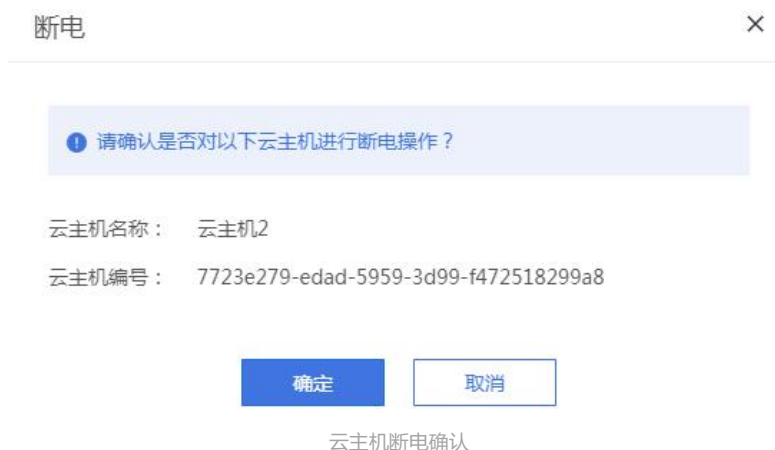 断电
请确认是否对以下云主机进行断电操作？
云主机名称： 云主机2
云主机编号： 7723e279-edad-5959-3d99-f472518299a8
确定 取消
云主机断电确认